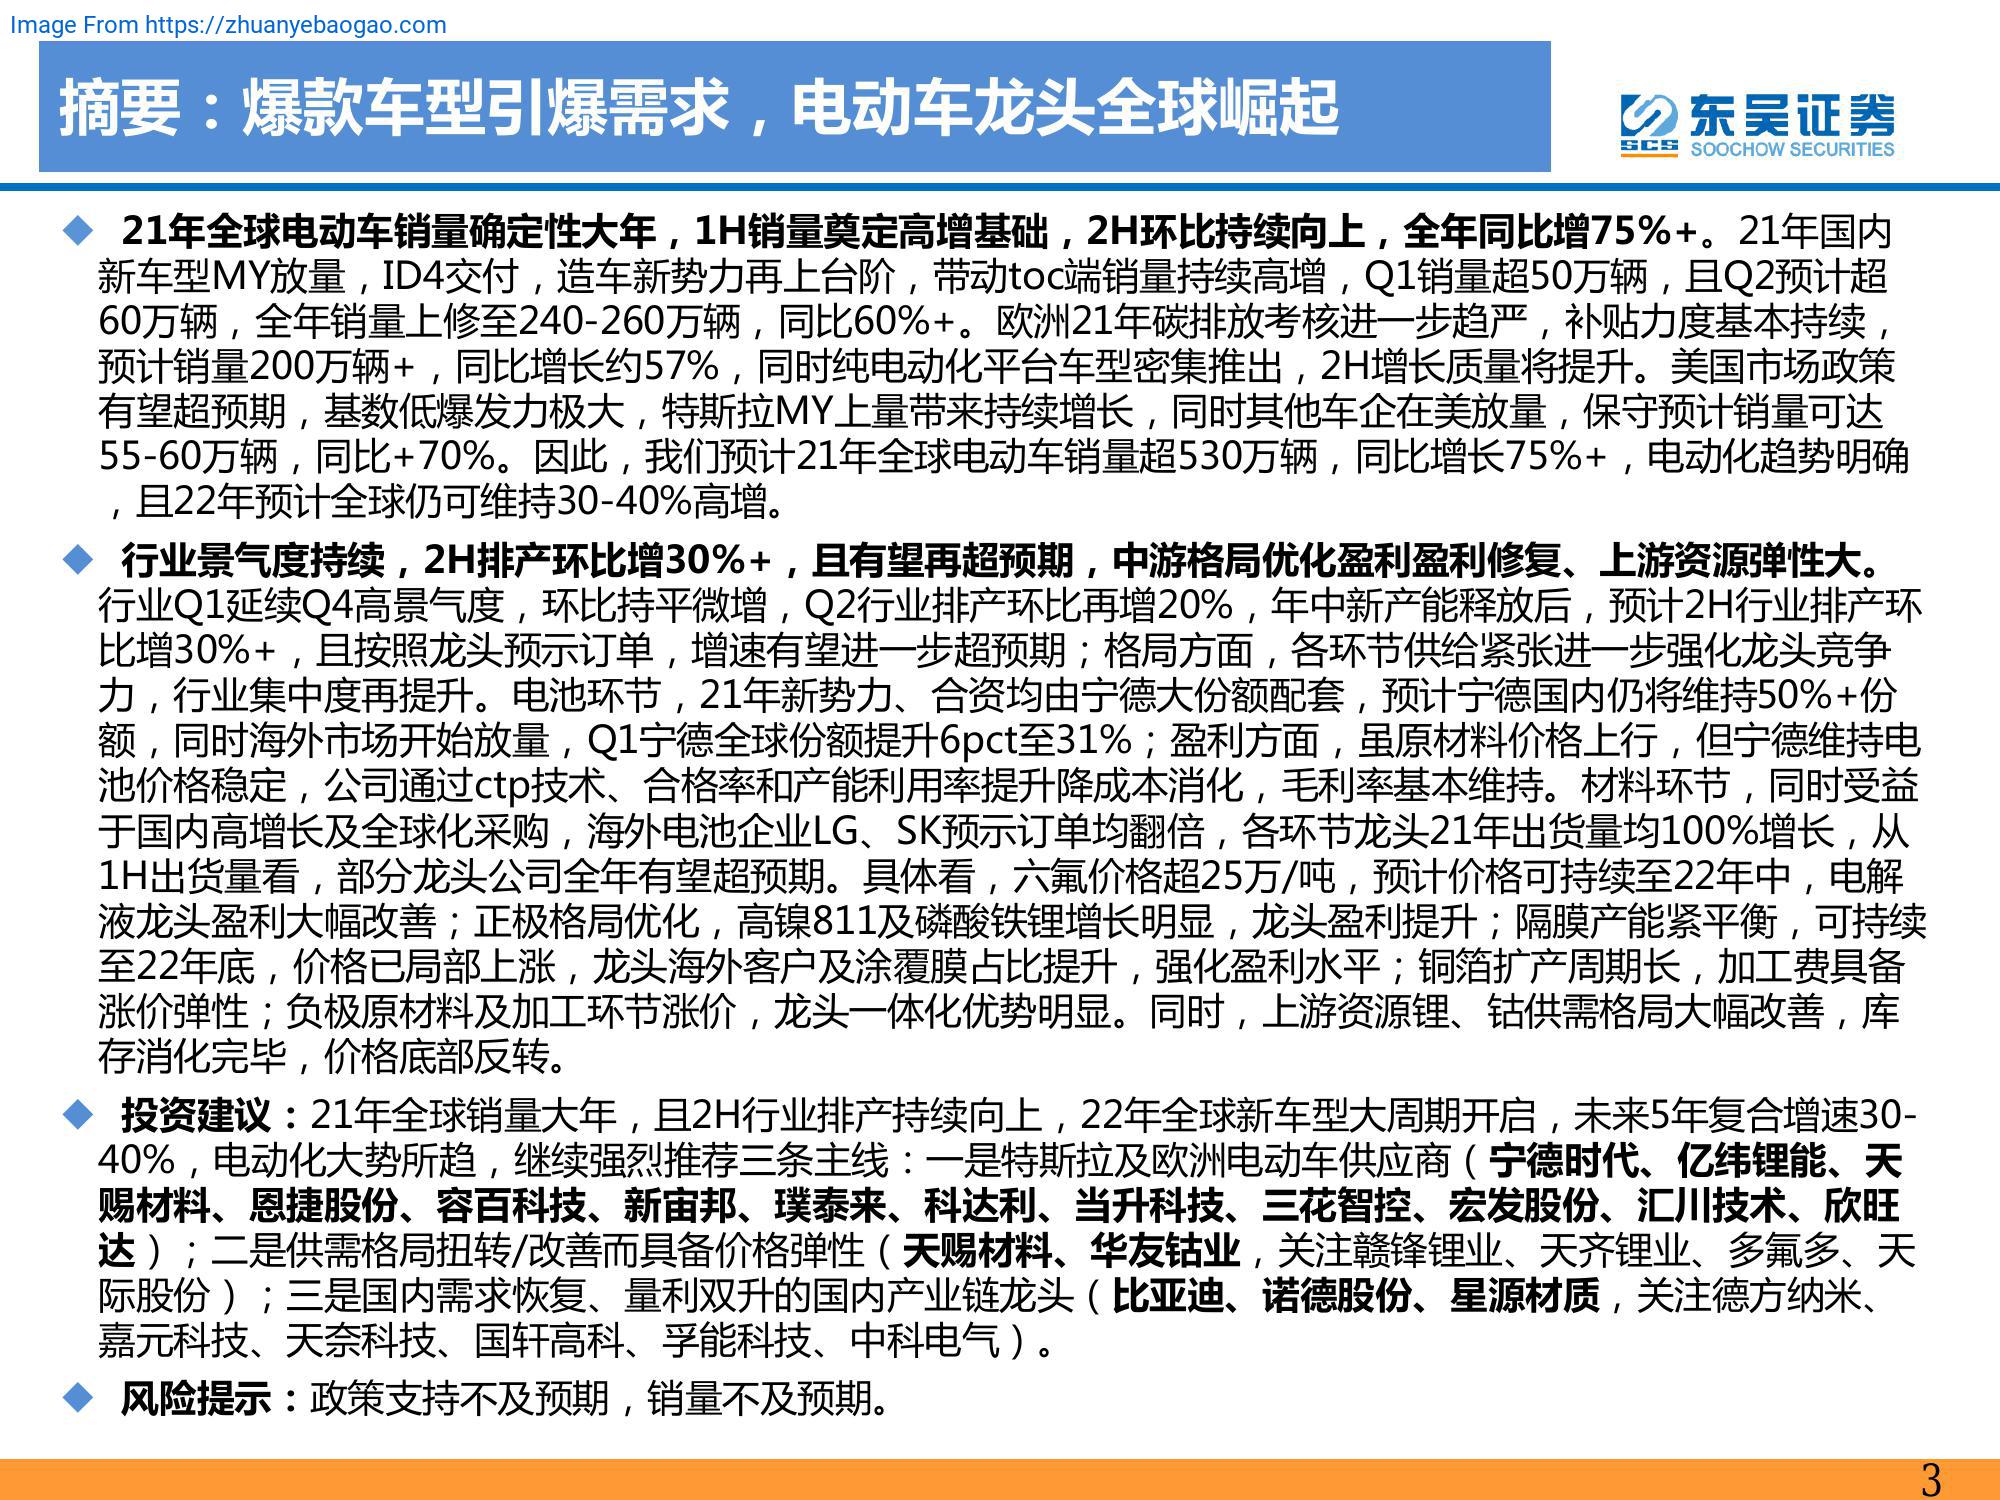 Image From https://zhuanyebaogao.com
摘要：爆款车型引爆需求，电动车龙头全球崛起
东吴证券
SCS
SOOCHOW SECURITIES
21年全球电动车销量确定性大年，1H销量奠定高增基础，2H环比持续向上，全年同比增75%+。21年国内
新车型MY放量，ID4交付，造车新势力再上台阶，带动toc端销量持续高增，Q1销量超50万辆，且Q2预计超
60万辆，全年销量上修至240-260万辆，同比60%+。欧洲21年碳排放考核进一步趋严，补贴力度基本持续，
预计销量200万辆+，同比增长约57%，同时纯电动化平台车型密集推出，2H增长质量将提升。美国市场政策
有望超预期，基数低爆发力极大，特斯拉MY上量带来持续增长，同时其他车企在美放量，保守预计销量可达
55-60万辆，同比+70%。因此，我们预计21年全球电动车销量超530万辆，同比增长75%+，电动化趋势明确
，且22年预计全球仍可维持30-40%高增。
行业景气度持续，2H排产环比增30%+，且有望再超预期，中游格局优化盈利盈利修复、上游资源弹性大。
行业Q1延续Q4高景气度，环比持平微增，Q2行业排产环比再增20%，年中新产能释放后，预计2H行业排产环
比增30%+，且按照龙头预示订单，增速有望进一步超预期；格局方面，各环节供给紧张进一步强化龙头竞争
力，行业集中度再提升。电池环节，21年新势力、合资均由宁德大份额配套，预计宁德国内仍将维持50%+份
额，同时海外市场开始放量，Q1宁德全球份额提升6pct至31%；盈利方面，虽原材料价格上行，但宁德维持电
池价格稳定，公司通过ctp技术、合格率和产能利用率提升降成本消化，毛利率基本维持。材料环节，同时受益
于国内高增长及全球化采购，海外电池企业LG、SK预示订单均翻倍，各环节龙头21年出货量均100%增长，从
1H出货量看，部分龙头公司全年有望超预期。具体看，六氟价格超25万/吨，预计价格可持续至22年中，电解
液龙头盈利大幅改善；正极格局优化，高镍811及磷酸铁锂增长明显，龙头盈利提升；隔膜产能紧平衡，可持续
至22年底，价格已局部上涨，龙头海外客户及涂覆膜占比提升，强化盈利水平；铜箔扩产周期长，加工费具备
涨价弹性；负极原材料及加工环节涨价，龙头一体化优势明显。同时，上游资源锂、钴供需格局大幅改善，库
存消化完毕，价格底部反转。
投资建议：21年全球销量大年，且2H行业排产持续向上，22年全球新车型大周期开启，未来5年复合增速30-
40%，电动化大势所趋，继续强烈推荐三条主线：一是特斯拉及欧洲电动车供应商（宁德时代、亿纬锂能、天
赐材料、恩捷股份、容百科技、新宙邦、璞泰来、科达利、当升科技、三花智控、宏发股份、汇川技术、欣旺
达）；二是供需格局扭转/改善而具备价格弹性（天赐材料、华友钴业，关注赣锋锂业、天齐锂业、多氟多、天
际股份）；三是国内需求恢复、量利双升的国内产业链龙头（比亚迪、诺德股份、星源材质，关注德方纳米、
嘉元科技、天奈科技、国轩高科、孚能科技、中科电气）。
风险提示：政策支持不及预期，销量不及预期。
3